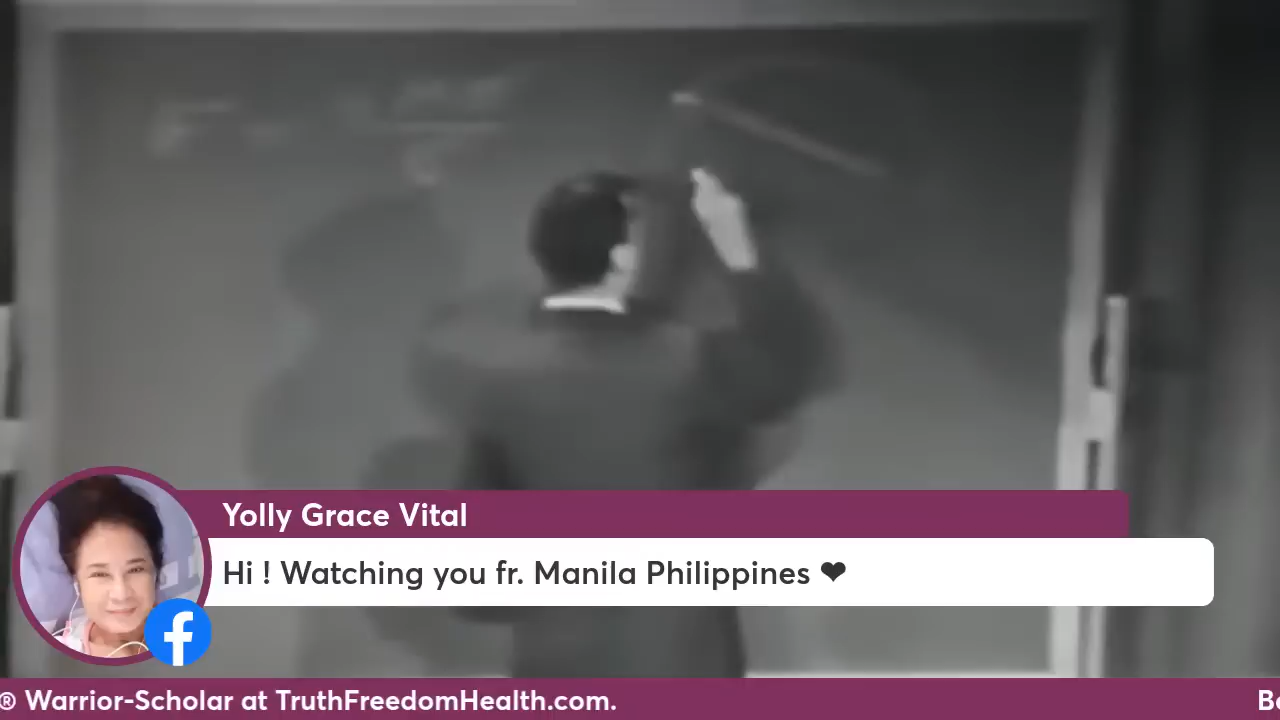 Yolly Grace Vital
Hi ! Watching you fr. Manila Philippines ❤
® Warrior-Scholar at TruthFreedomHealth.com.